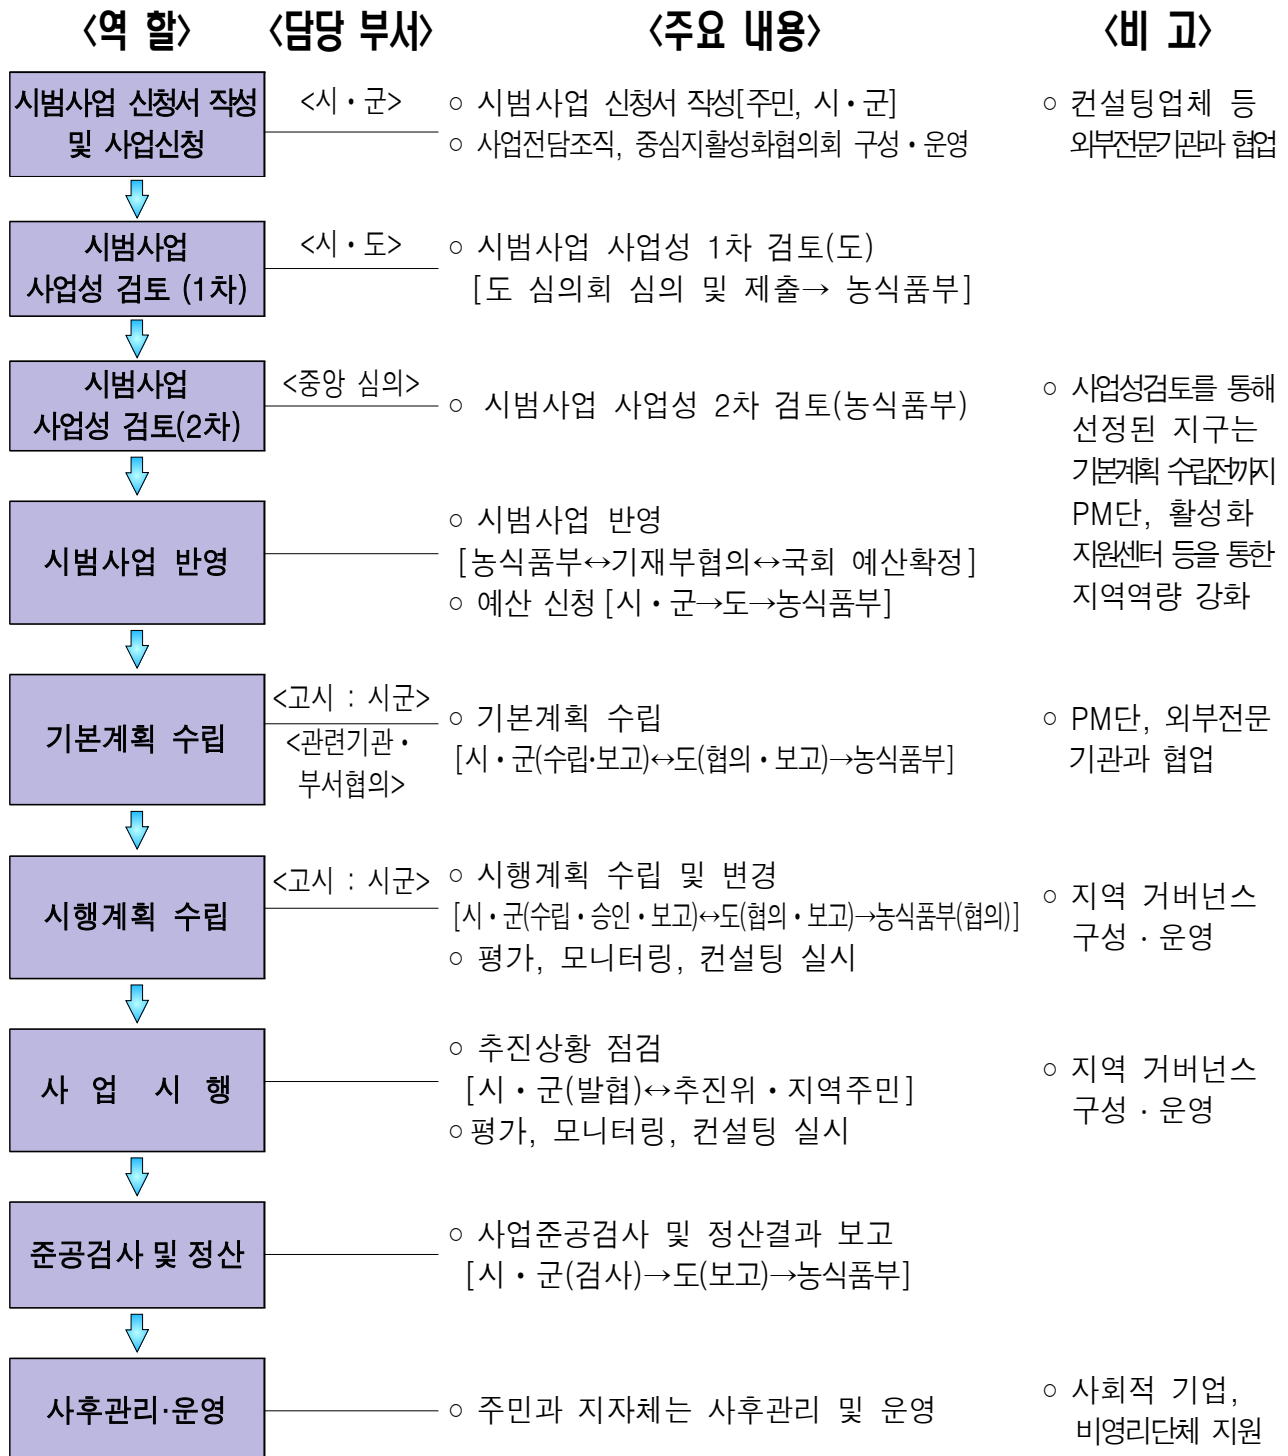 <역 할> <담당 부서> <주요 내용> <비 고>
시범사업 신청서 작성
및 사업신청
<시・군>
○ 시범사업 신청서 작성[주민, 시・군]
○ 사업전담조직, 중심지활성화협의회 구성・운영
○ 컨설팅업체 등
외부전문기관과 협업
시범사업
사업성 검토 (1차)
<시・도>
○ 시범사업 사업성 1차 검토(도)
[도 심의회 심의 및 제출→ 농식품부]
시범사업
사업성 검토(2차)
<중앙 심의>
○ 시범사업 사업성 2차 검토(농식품부)
○ 사업성검토를 통해
선정된 지구는
기본계획 수립전까지
PM단, 활성화
지원센터 등을 통한
지역역량 강화
시범사업 반영
○ 시범사업 반영
[농식품부↔기재부협의↔국회 예산확정]
○ 예산 신청 [시・군→도→농식품부]
기본계획 수립
<고시 : 시군>
<관련기관・
부서협의>
○ 기본계획 수립
[시・군(수립·보고)↔도(협의・보고)→농식품부]
○ PM단, 외부전문
기관과 협업
시행계획 수립
<고시 : 시군>
○ 시행계획 수립 및 변경
[시・군(수립・승인・보고)↔도(협의・보고)→농식품부(협의)]
○ 평가, 모니터링, 컨설팅 실시
○ 지역 거버넌스
구성・운영
사 업 시 행
○ 추진상황 점검
[시・군(발협)↔추진위・지역주민]
○ 평가, 모니터링, 컨설팅 실시
○ 지역 거버넌스
구성・운영
준공검사 및 정산
○ 사업준공검사 및 정산결과 보고
[시・군(검사)→도(보고)→농식품부]
사후관리·운영
○ 주민과 지자체는 사후관리 및 운영
○ 사회적 기업,
비영리단체 지원